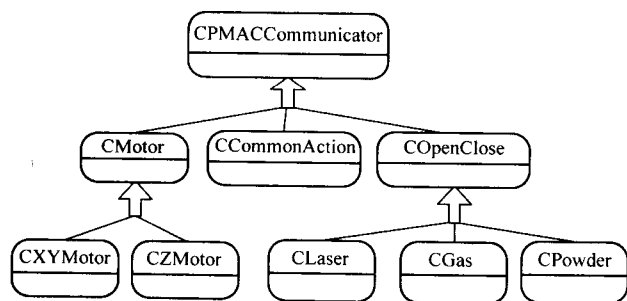 CPMACCommunicator
CMotor
CCommonAction
COpenClose
CXYMotor
CZMotor
CLaser
CGas
CPowder